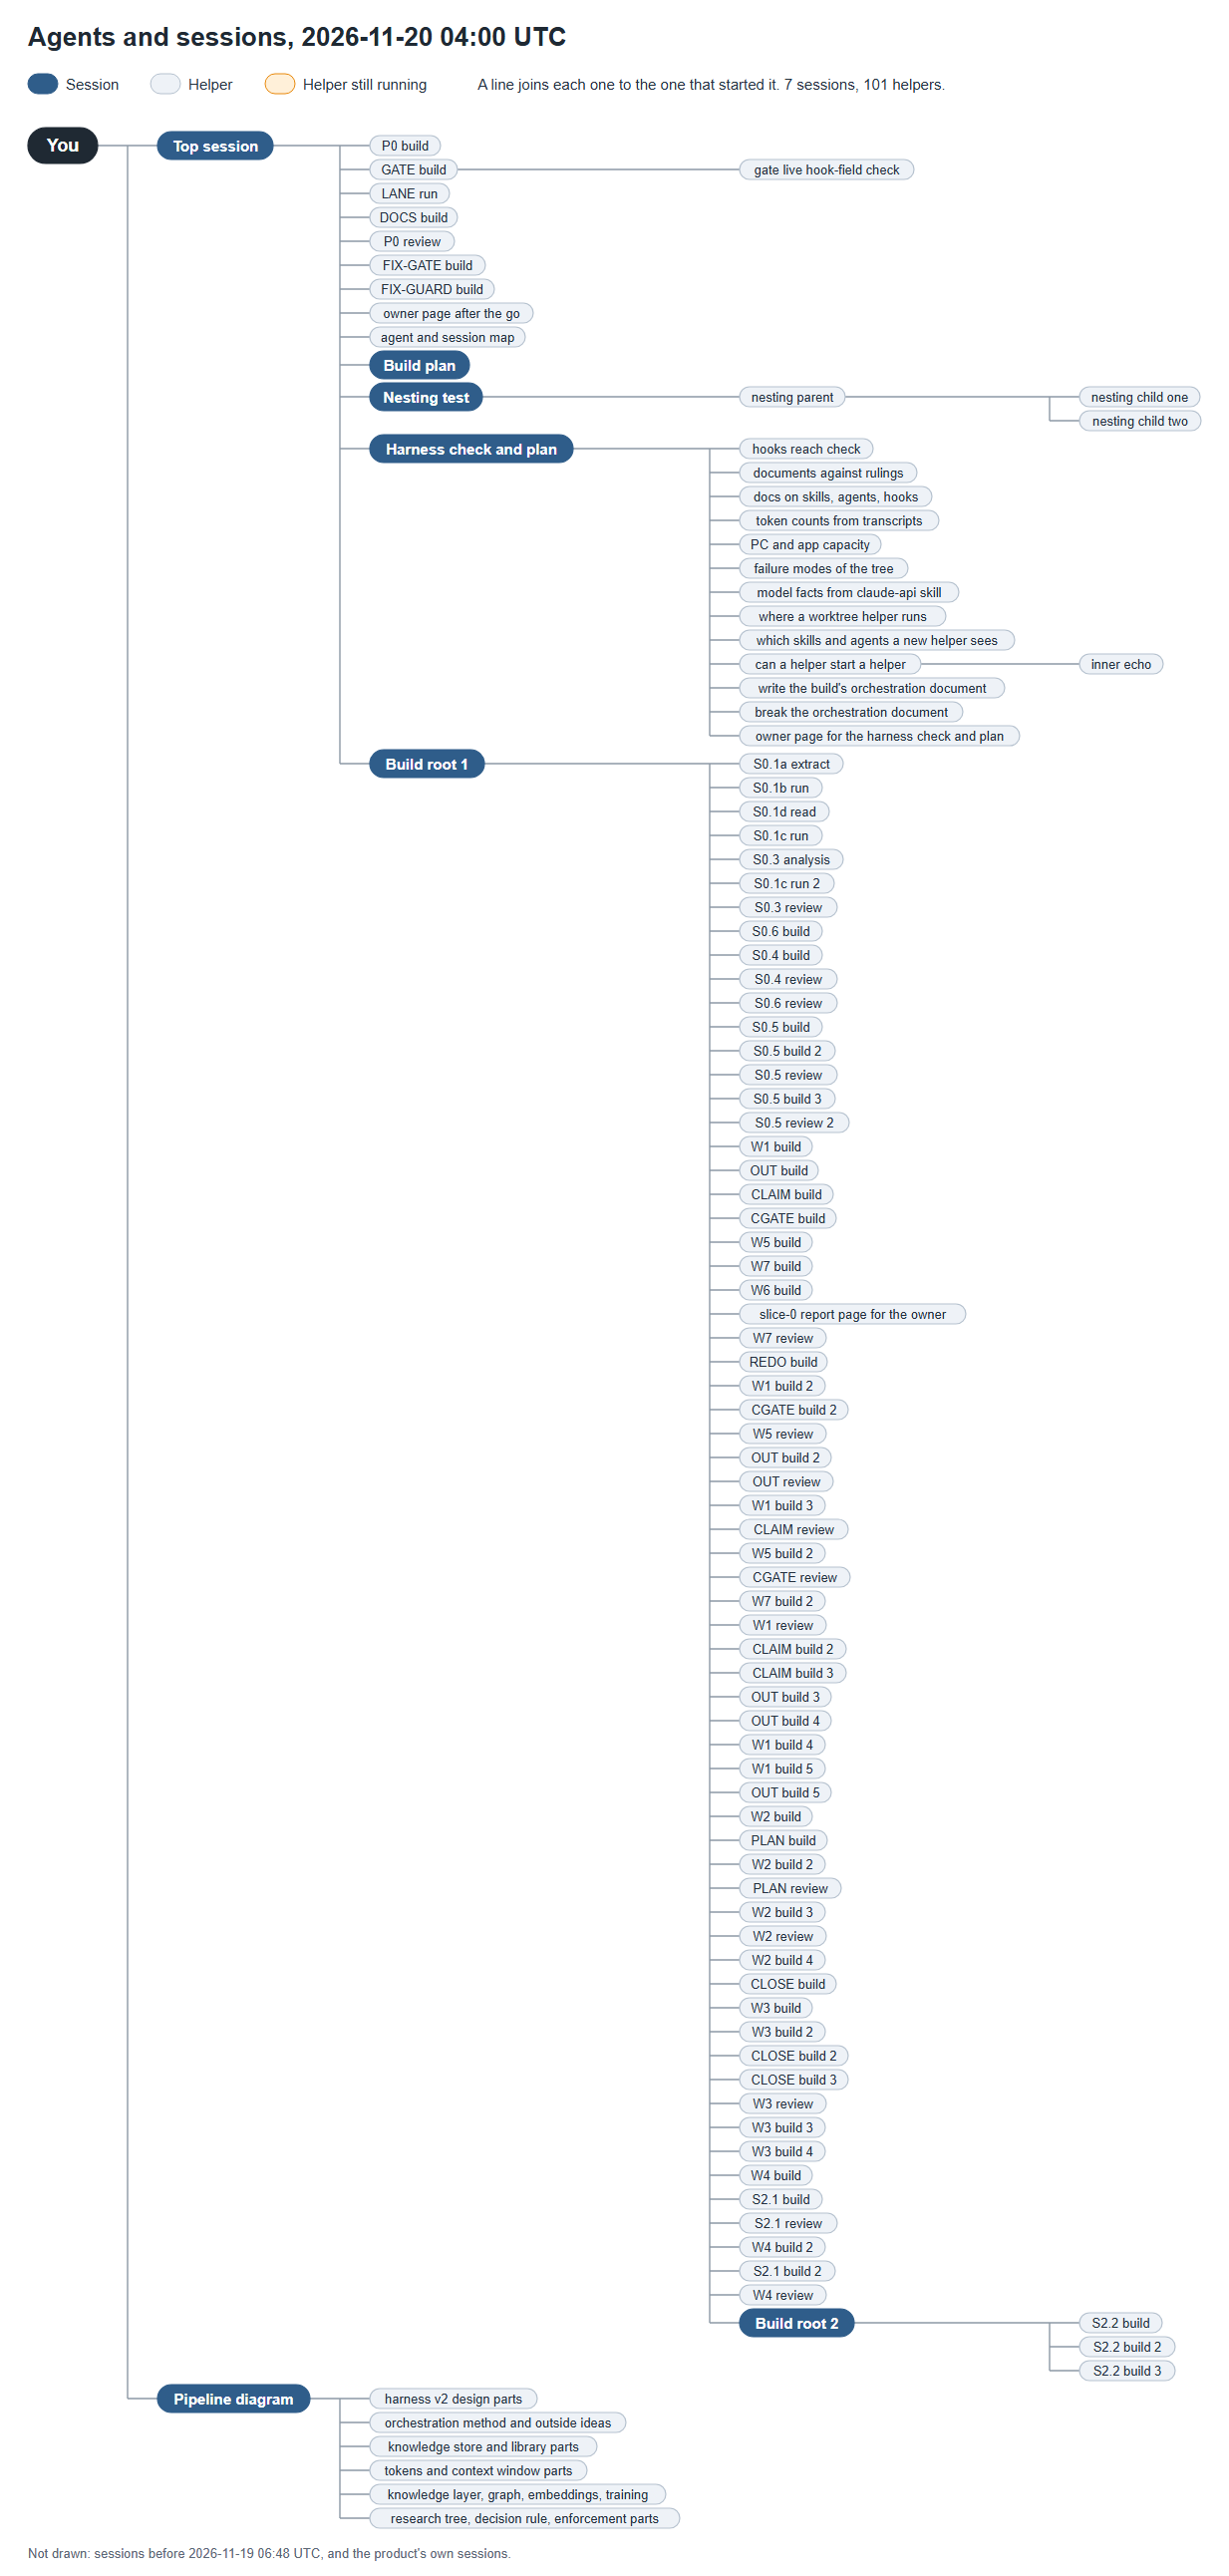 Agents and sessions, 2026-11-20 04:00 UTC
Session
Helper
Helper still running
A line joins each one to the one that started it. 7 sessions, 101 helpers.
You
Top session
P0 build
GATE build
gate live hook-field check
LANE run
DOCS build
P0 review
FIX-GATE build
FIX-GUARD build
owner page after the go
agent and session map
Build plan
Nesting test
nesting parent
nesting child one
nesting child two
Harness check and plan
hooks reach check
documents against rulings
docs on skills, agents, hooks
token counts from transcripts
PC and app capacity
failure modes of the tree
model facts from claude-api skill
where a worktree helper runs
which skills and agents a new helper sees
can a helper start a helper
inner echo
write the build's orchestration document
break the orchestration document
owner page for the harness check and plan
Build root 1
S0.1a extract
S0.1b run
S0.1d read
S0.1c run
S0.3 analysis
S0.1c run 2
S0.3 review
S0.6 build
S0.4 build
S0.4 review
S0.6 review
S0.5 build
S0.5 build 2
S0.5 review
S0.5 build 3
S0.5 review 2
W1 build
OUT build
CLAIM build
CGATE build
W5 build
W7 build
W6 build
slice-0 report page for the owner
W7 review
REDO build
W1 build 2
CGATE build 2
W5 review
OUT build 2
OUT review
W1 build 3
CLAIM review
W5 build 2
CGATE review
W7 build 2
W1 review
CLAIM build 2
CLAIM build 3
OUT build 3
OUT build 4
W1 build 4
W1 build 5
OUT build 5
W2 build
PLAN build
W2 build 2
PLAN review
W2 build 3
W2 review
W2 build 4
CLOSE build
W3 build
W3 build 2
CLOSE build 2
CLOSE build 3
W3 review
W3 build 3
W3 build 4
W4 build
S2.1 build
S2.1 review
W4 build 2
S2.1 build 2
W4 review
Build root 2
S2.2 build
S2.2 build 2
S2.2 build 3
Pipeline diagram
harness v2 design parts
orchestration method and outside ideas
knowledge store and library parts
tokens and context window parts
knowledge layer, graph, embeddings, training
research tree, decision rule, enforcement parts
Not drawn: sessions before 2026-11-19 06:48 UTC, and the product's own sessions.